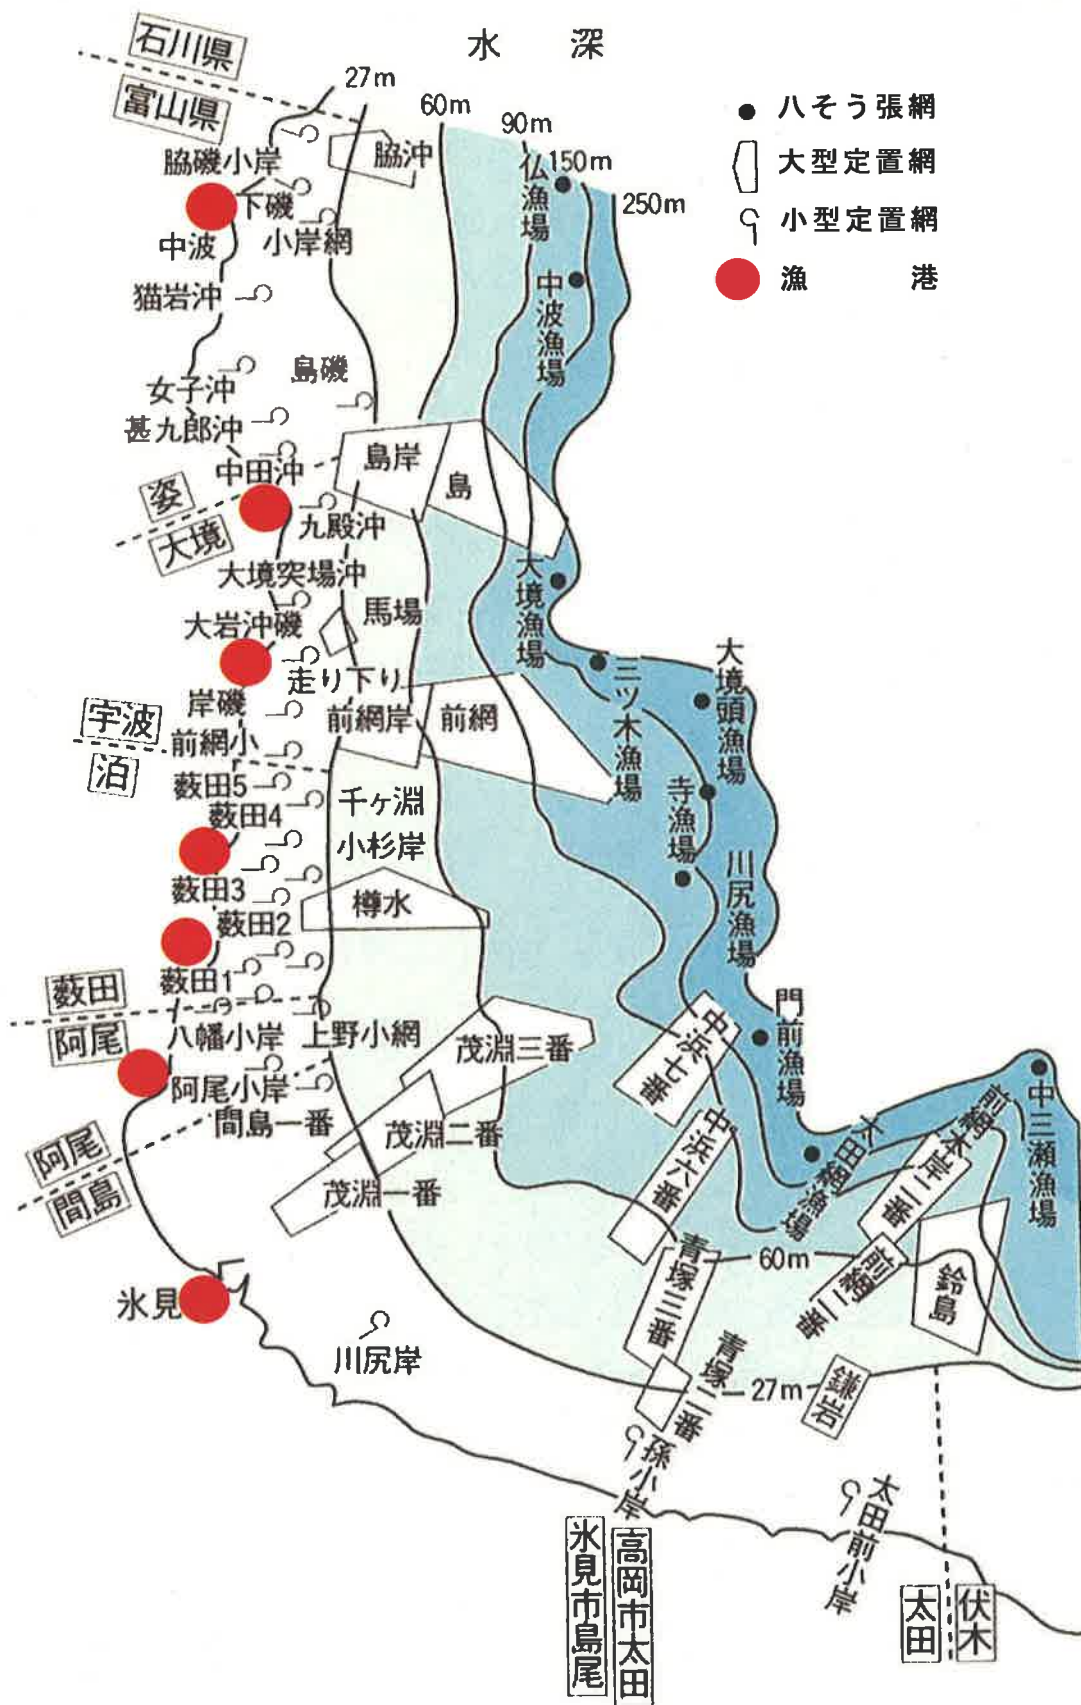 水 深
石川県
富山県
27m
60m
90m
150m
250m
八そう張網
大型定置網
小型定置網
漁 港
脇沖
仏漁場
脇磯小岸
下磯
中波
小岸網
猫岩沖
中波漁場
島磯
女子沖
甚九郎沖
中田沖
島岸
島
姿
大境
九殿沖
大境突場沖
大境漁場
馬場
大岩沖磯
走り下り
三ツ木漁場
大境頭漁場
岸磯
前網岸
前網
宇波
泊
前網小
薮田5
薮田4
千ヶ淵
小杉岸
寺漁場
川尻漁場
薮田3
樽水
薮田2
薮田1
薮田
阿尾
八幡小岸
上野小網
茂淵三番
中浜七番
門前漁場
阿尾小岸
間島一番
茂淵二番
中浜六番
太田網漁場
前網本岸二番
中三瀬漁場
阿尾
間島
茂淵一番
60m
青塚三番
前網二番
鈴島
氷見
川尻岸
青塚二番
27m
鎌岩
孫小岸
太田前小岸
氷見市島尾
高岡市太田
太田
伏木